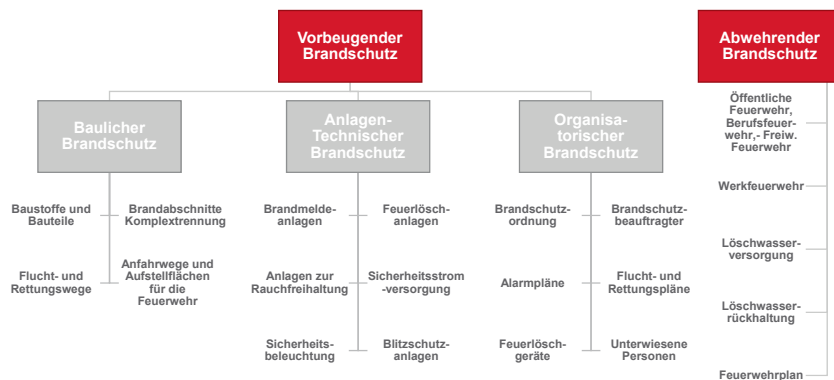 Vorbeugender
Brandschutz
Abwehrender
Brandschutz
Baulicher
Brandschutz
Anlagen-
Technischer
Brandschutz
Organisa-
torischer
Brandschutz
Baustoffe und
Bauteile
Brandabschnitte
Komplextrennung
Flucht- und
Rettungswege
Anfahrwege und
Aufstellflächen
für die
Feuerwehr
Brandmelde-
anlagen
Feuerlösch-
anlagen
Anlagen zur
Rauchfreihaltung
Sicherheitsstrom
-versorgung
Sicherheits-
beleuchtung
Blitzschutz-
anlagen
Brandschutz-
ordnung
Brandschutz-
beauftragter
Alarmpläne
Flucht- und
Rettungspläne
Feuerlösch-
geräte
Unterwiesene
Personen
Öffentliche
Feuerwehr,
Berufsfeuer-
wehr,- Freiw.
Feuerwehr
Werkfeuerwehr
Löschwasser-
versorgung
Löschwasser-
rückhaltung
Feuerwehrplan